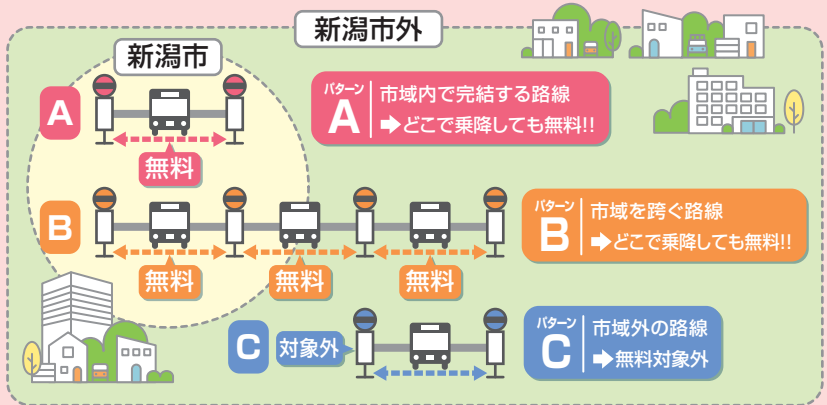 新潟市外
新潟市
A
無料
パターン
A
市域内で完結する路線
➡どこで乗降しても無料!!
B
無料
無料
無料
パターン
B
市域を跨ぐ路線
➡どこで乗降しても無料!!
C
対象外
パターン
C
市域外の路線
➡無料対象外